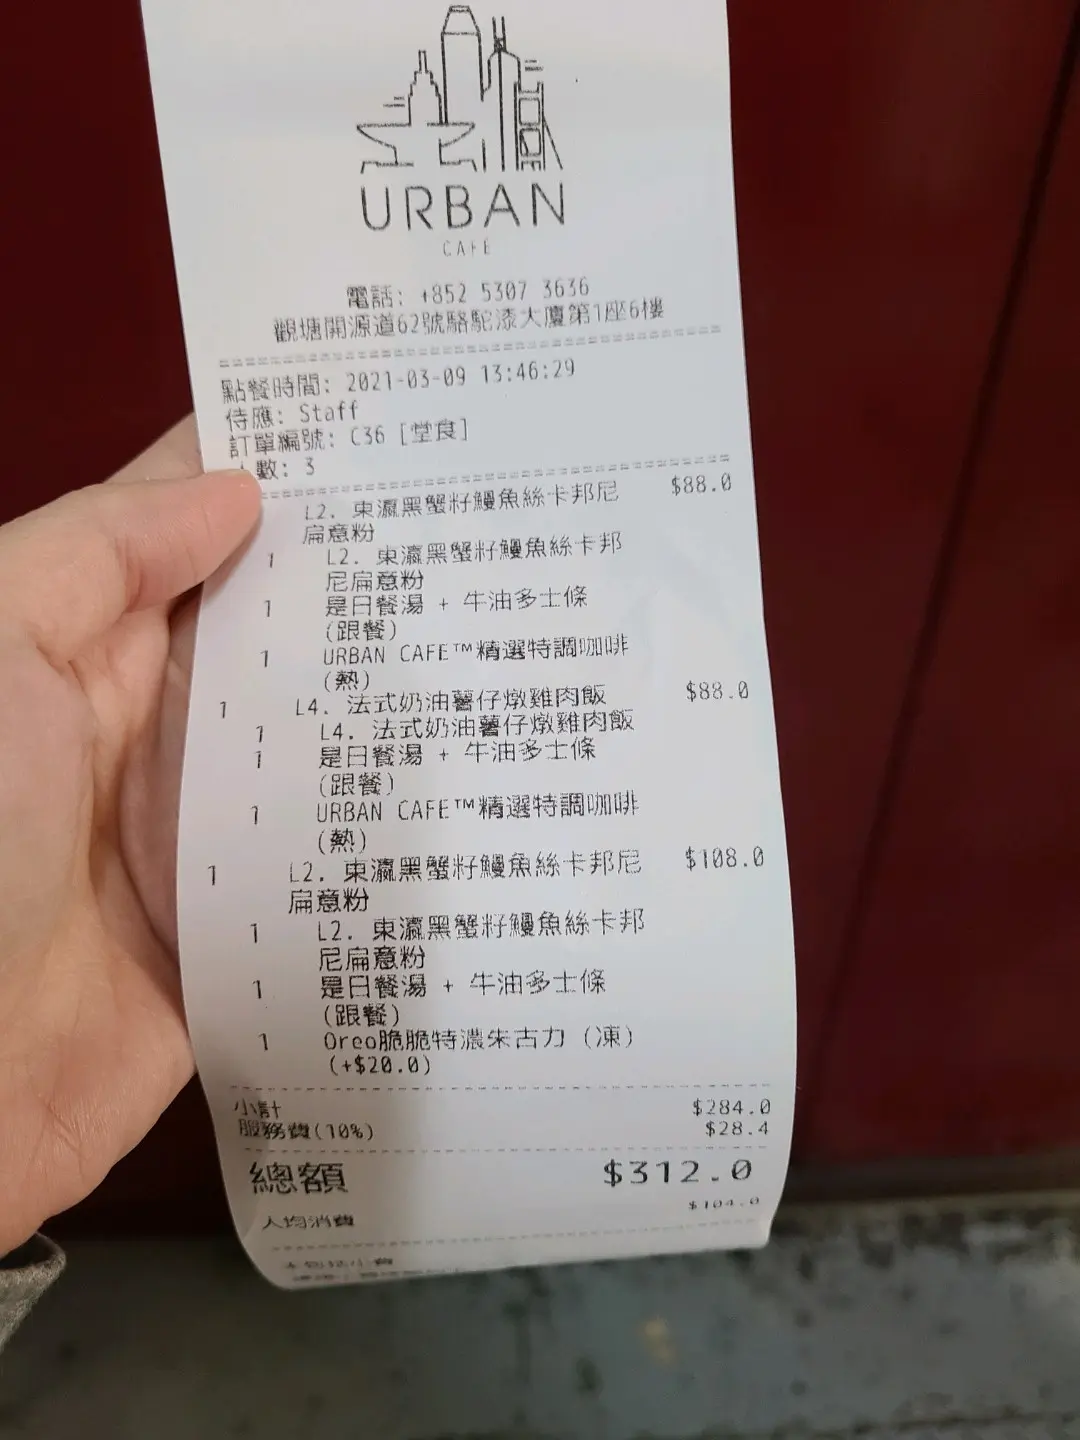 URBAN
CAFE
電話: +852 5307 3636
觀塘開源道62號駱駝漆大廈第1座6樓
點餐時間: 2021-03-09 13:46:29
侍應: Staff
訂單編號: C36 [堂食]
數: 3
L2. 東瀛黑蟹籽鰻魚絲卡邦尼 $88.0
扁意粉
1 L2. 東瀛黑蟹籽鰻魚絲卡邦
尼扁意粉
1 是日餐湯 + 牛油多士條
(跟餐)
1 URBAN CAFE™精選特調咖啡
(熱)
1 L4. 法式奶油薯仔燉雞肉飯 $88.0
1 L4. 法式奶油薯仔燉雞肉飯
1 是日餐湯 + 牛油多士條
(跟餐)
1 URBAN CAFE™精選特調咖啡
(熱)
1 L2. 東瀛黑蟹籽鰻魚絲卡邦尼 $108.0
扁意粉
1 L2. 東瀛黑蟹籽鰻魚絲卡邦
尼扁意粉
1 是日餐湯 + 牛油多士條
(跟餐)
1 Oreo脆脆特濃朱古力 (凍)
(+$20.0)
小計 $284.0
服務費(10%) $28.4
總額 $312.0
人均消費 $104.0